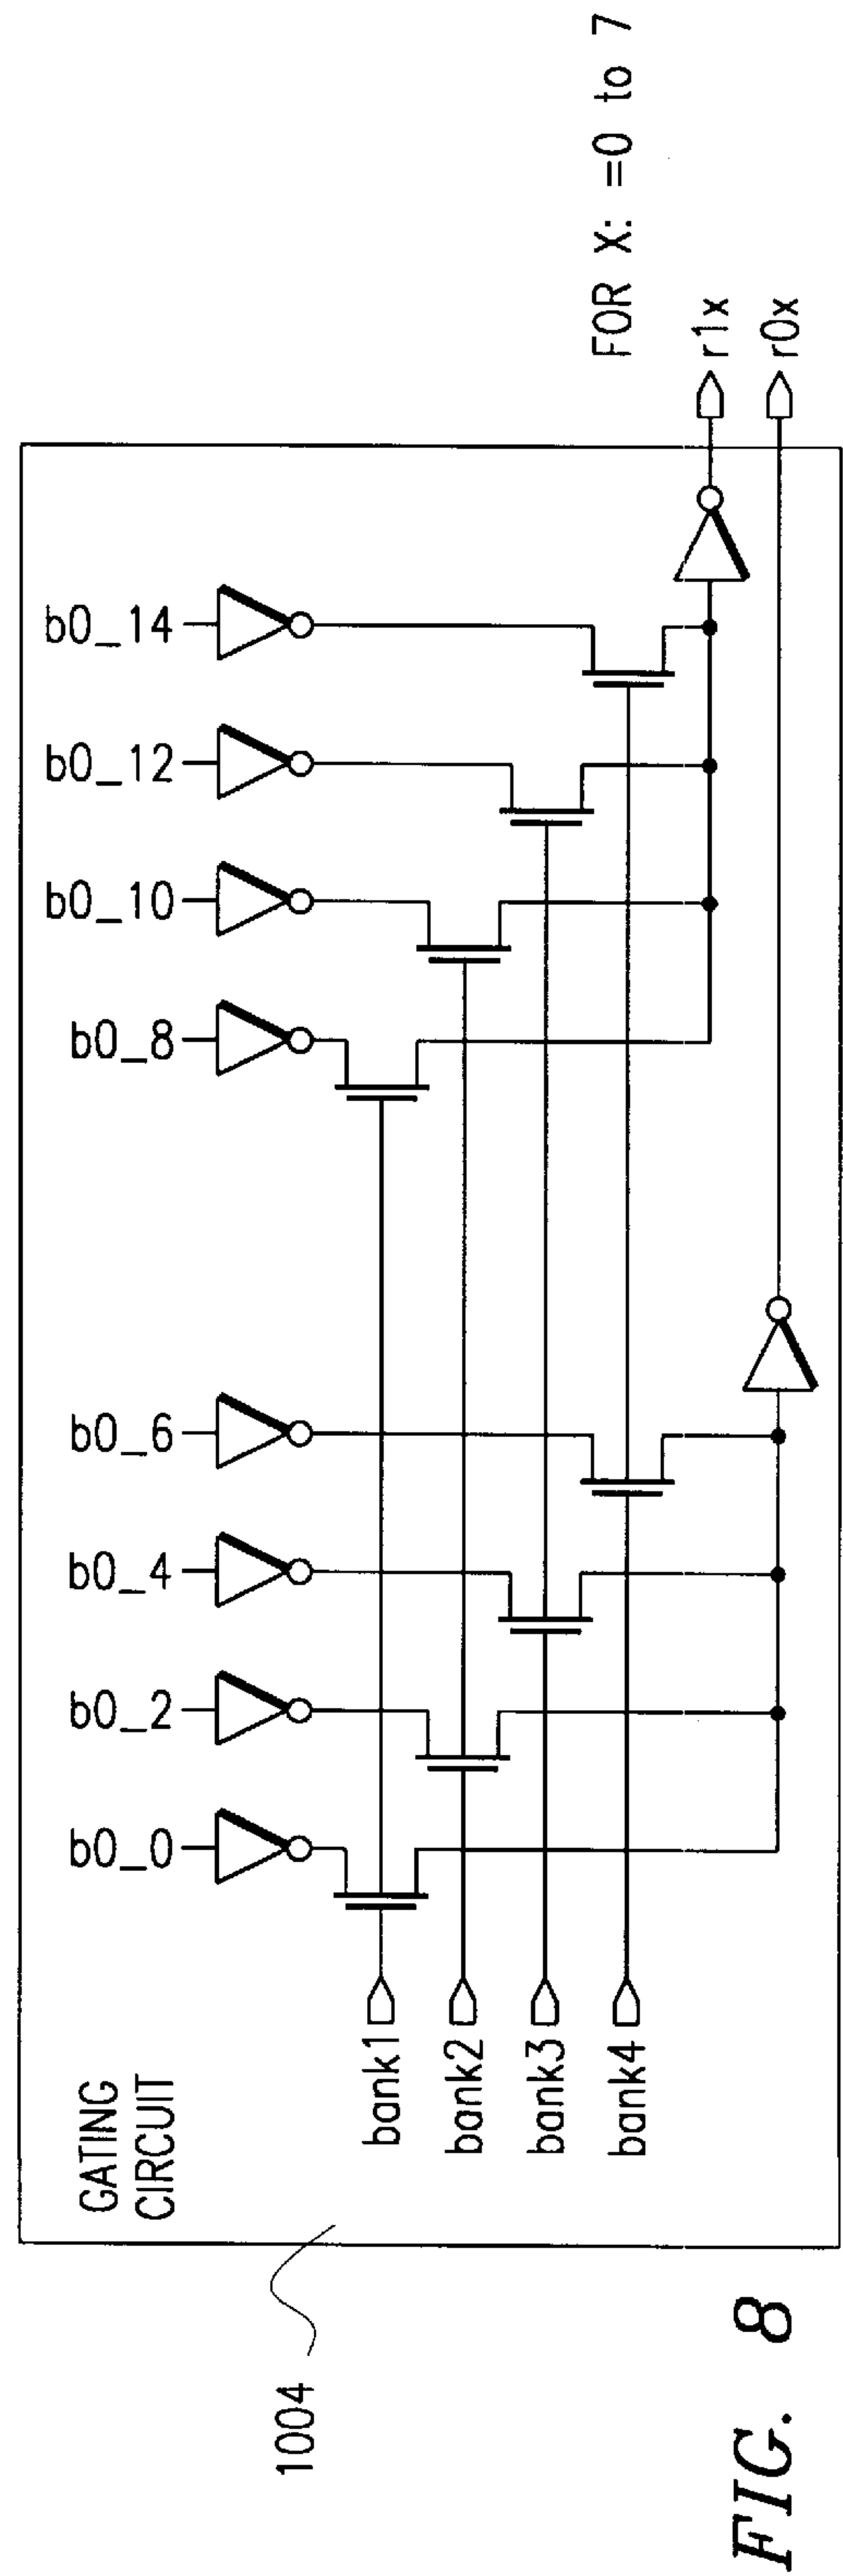 GATING
CIRCUIT
b0_0
b0_2
b0_4
b0_6
b0_8
b0_10
b0_12
b0_14
bank1
bank2
bank3
bank4
FOR X: =0 to 7
r1x
r0x
1004
FIG. 8